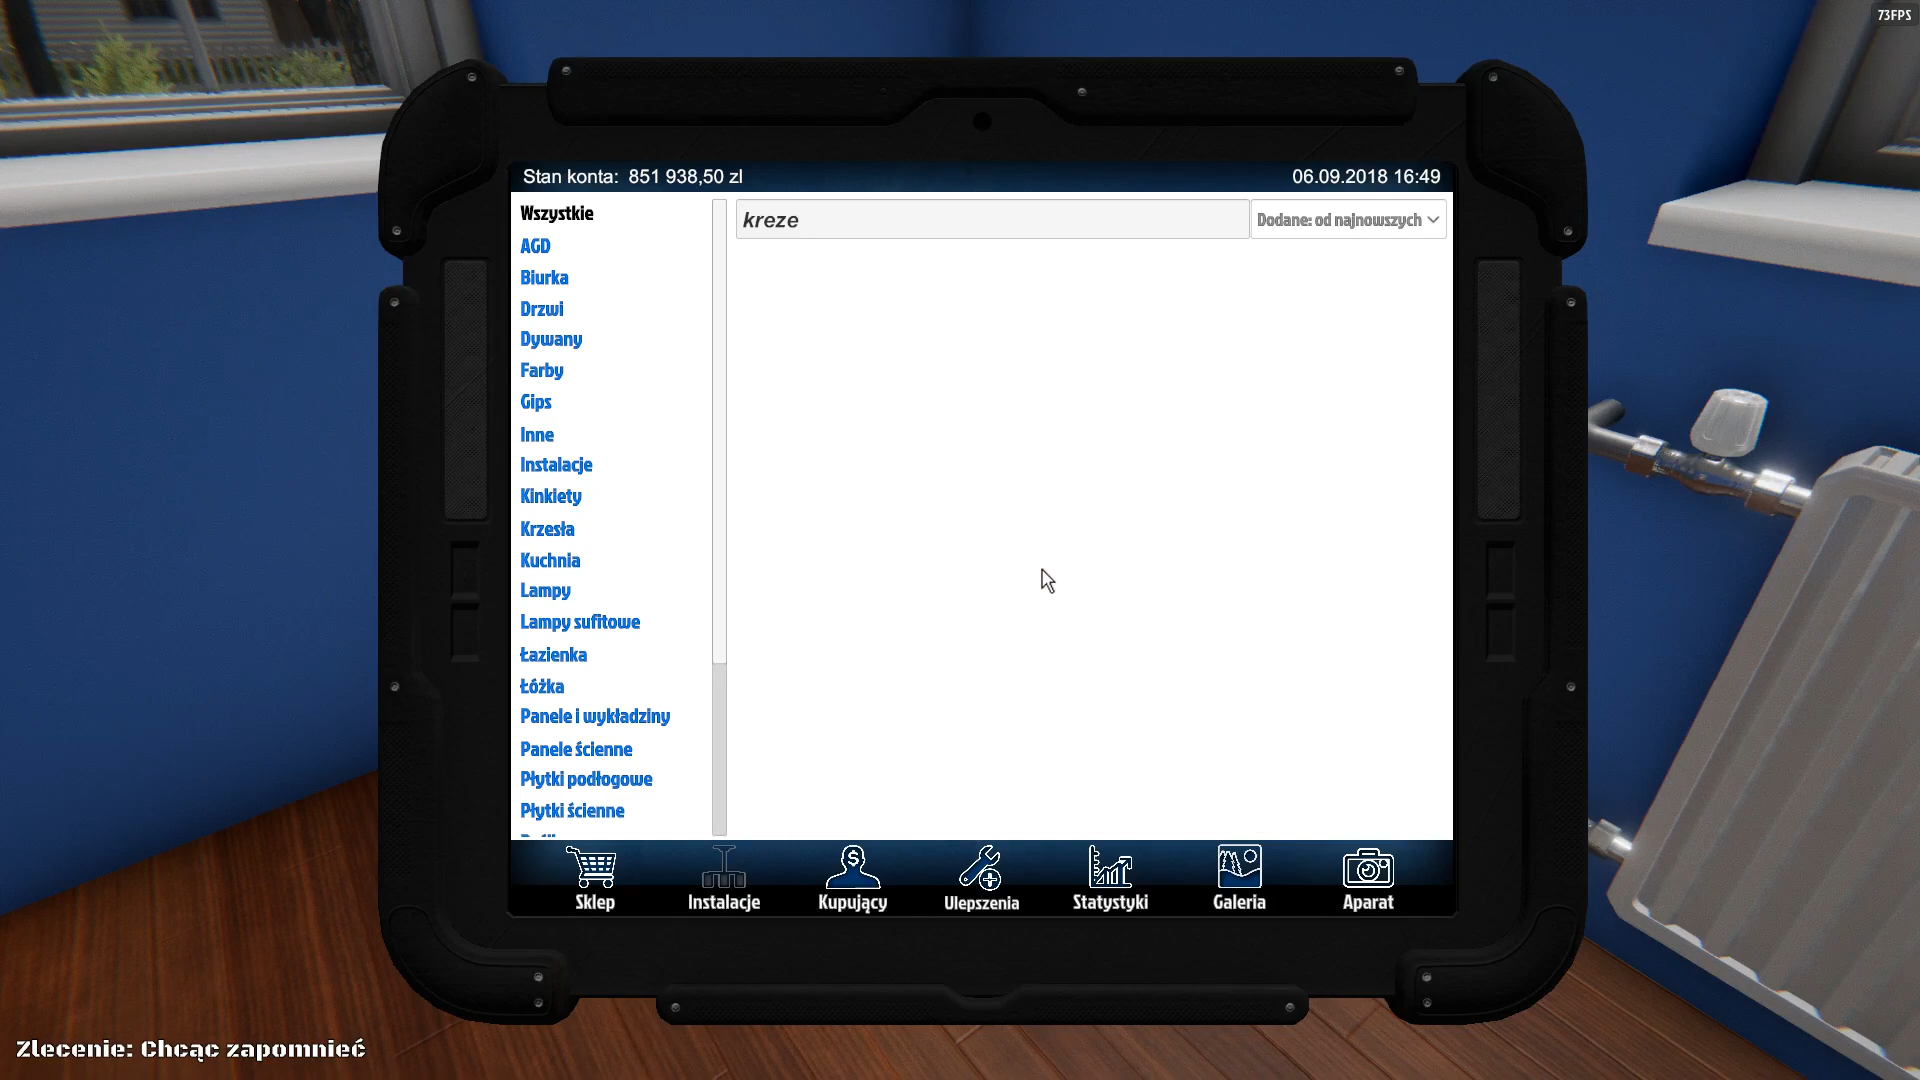 73FPS
Stan konta: 851 938,50 zl
06.09.2018 16:49
Wszystkie
AGD
Biurka
Drzwi
Dywany
Farby
Gips
Inne
Instalacje
Kinkiety
Krzesła
Kuchnia
Lampy
Lampy sufitowe
Łazienka
Łóżka
Panele i wykładziny
Panele ścienne
Płytki podłogowe
Płytki ścienne
kreze
Dodane: od najnowszych
Sklep
Instalacje
Kupujący
Ulepszenia
Statystyki
Galeria
Aparat
Zlecenie: Chcąc zapomnieć